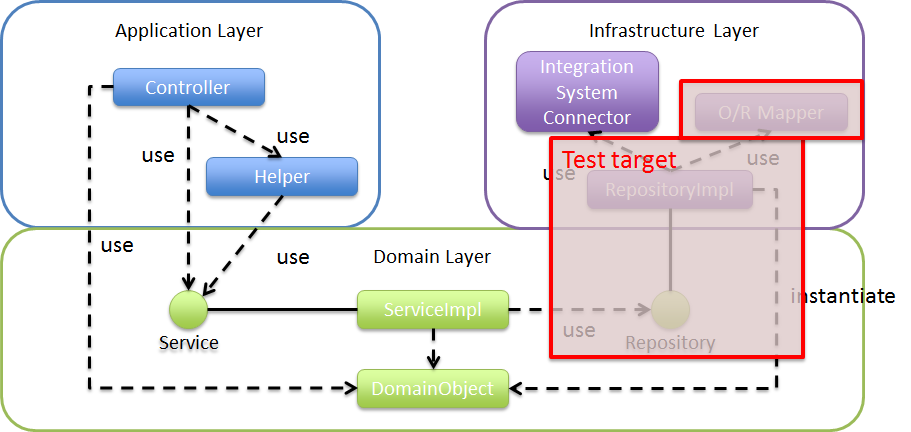 Application Layer
Infrastructure Layer
Controller
Integration
System
Connector
O/R Mapper
use
use
Helper
Test target
use
use
RepositoryImpl
use
use
Domain Layer
instantiate
ServiceImpl
use
Service
Repository
DomainObject